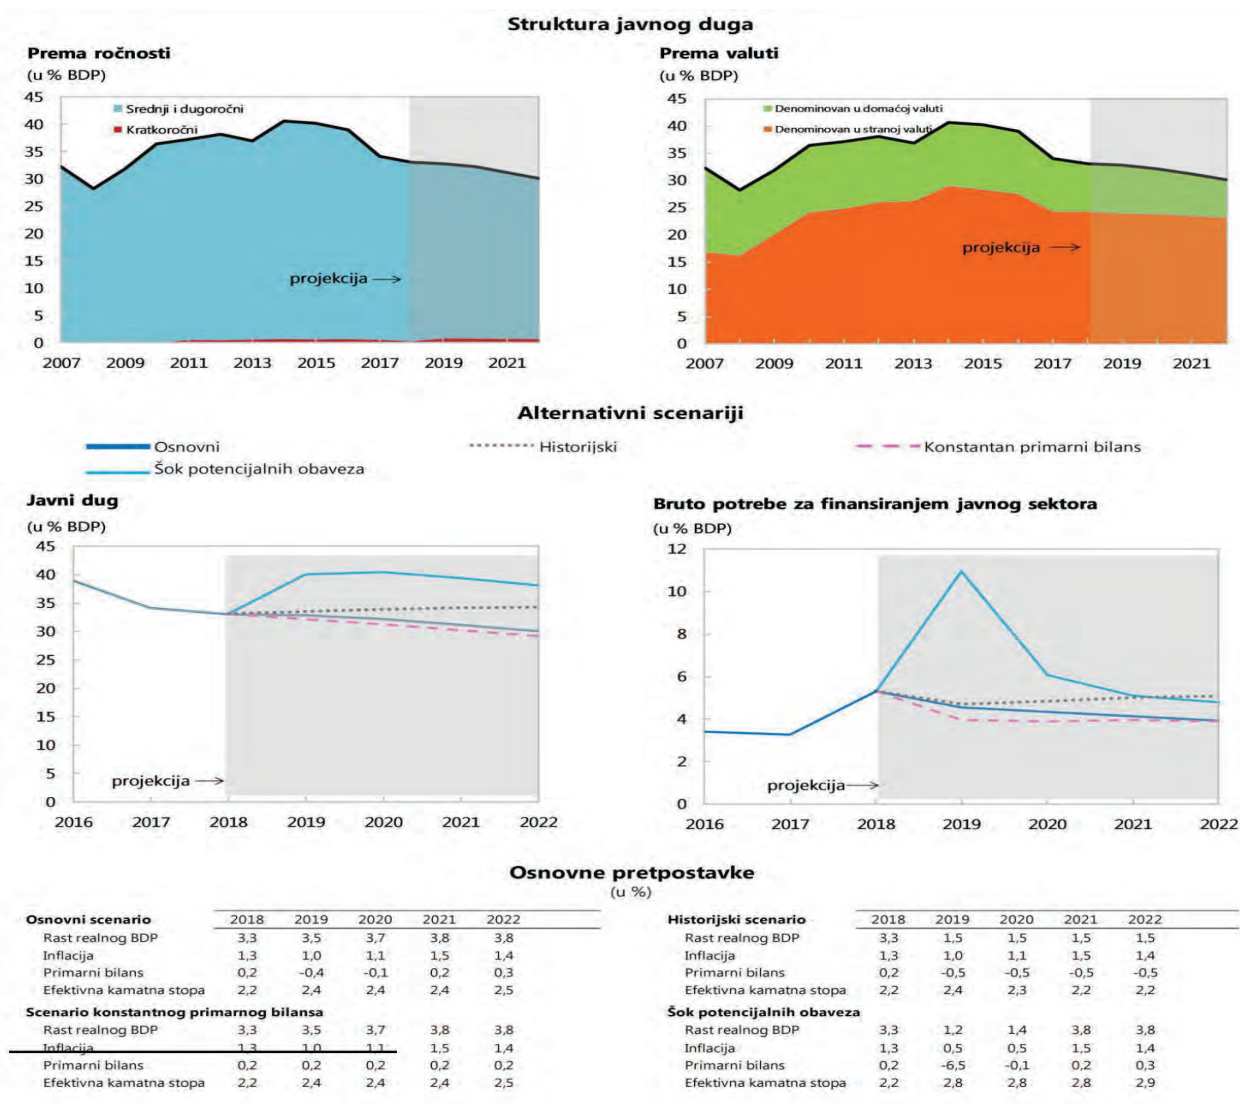 Struktura javnog duga
Prema ročnosti
(u % BDP)
45
40
35
30
25
20
15
10
5
0
Srednji i dugoročni
Kratkoročni
projekcija
2007 2009 2011 2013 2015 2017 2019 2021
Prema valuti
(u % BDP)
45
40
35
30
25
20
15
10
5
0
Denominovan u domaćoj valuti
Denominovan u stranoj valuti
projekcija
2007 2009 2011 2013 2015 2017 2019 2021
Alternativni scenariji
Osnovni
Historijski
Konstantan primarni bilans
Šok potencijalnih obaveza
Javni dug
(u % BDP)
45
40
35
30
25
20
15
10
5
0
projekcija
2016 2017 2018 2019 2020 2021 2022
Bruto potrebe za finansiranjem javnog sektora
(u % BDP)
12
10
8
6
4
2
0
projekcija
2016 2017 2018 2019 2020 2021 2022
Osnovne pretpostavke
(u %)
Osnovni scenario 2018 2019 2020 2021 2022
Rast realnog BDP 3,3 3,5 3,7 3,8 3,8
Inflacija 1,3 1,0 1,1 1,5 1,4
Primarni bilans 0,2 -0,4 -0,1 0,2 0,3
Efektivna kamatna stopa 2,2 2,4 2,4 2,4 2,5
Scenario konstantnog primarnog bilansa
Rast realnog BDP 3,3 3,5 3,7 3,8 3,8
Inflacija 1,3 1,0 1,1 1,5 1,4
Primarni bilans 0,2 0,2 0,2 0,2 0,2
Efektivna kamatna stopa 2,2 2,4 2,4 2,4 2,5
Historijski scenario 2018 2019 2020 2021 2022
Rast realnog BDP 3,3 1,5 1,5 1,5 1,5
Inflacija 1,3 1,0 1,1 1,5 1,4
Primarni bilans 0,2 -0,5 -0,5 -0,5 -0,5
Efektivna kamatna stopa 2,2 2,4 2,3 2,2 2,2
Šok potencijalnih obaveza
Rast realnog BDP 3,3 1,2 1,4 3,8 3,8
Inflacija 1,3 0,5 0,5 1,5 1,4
Primarni bilans 0,2 -6,5 -0,1 0,2 0,3
Efektivna kamatna stopa 2,2 2,8 2,8 2,8 2,9